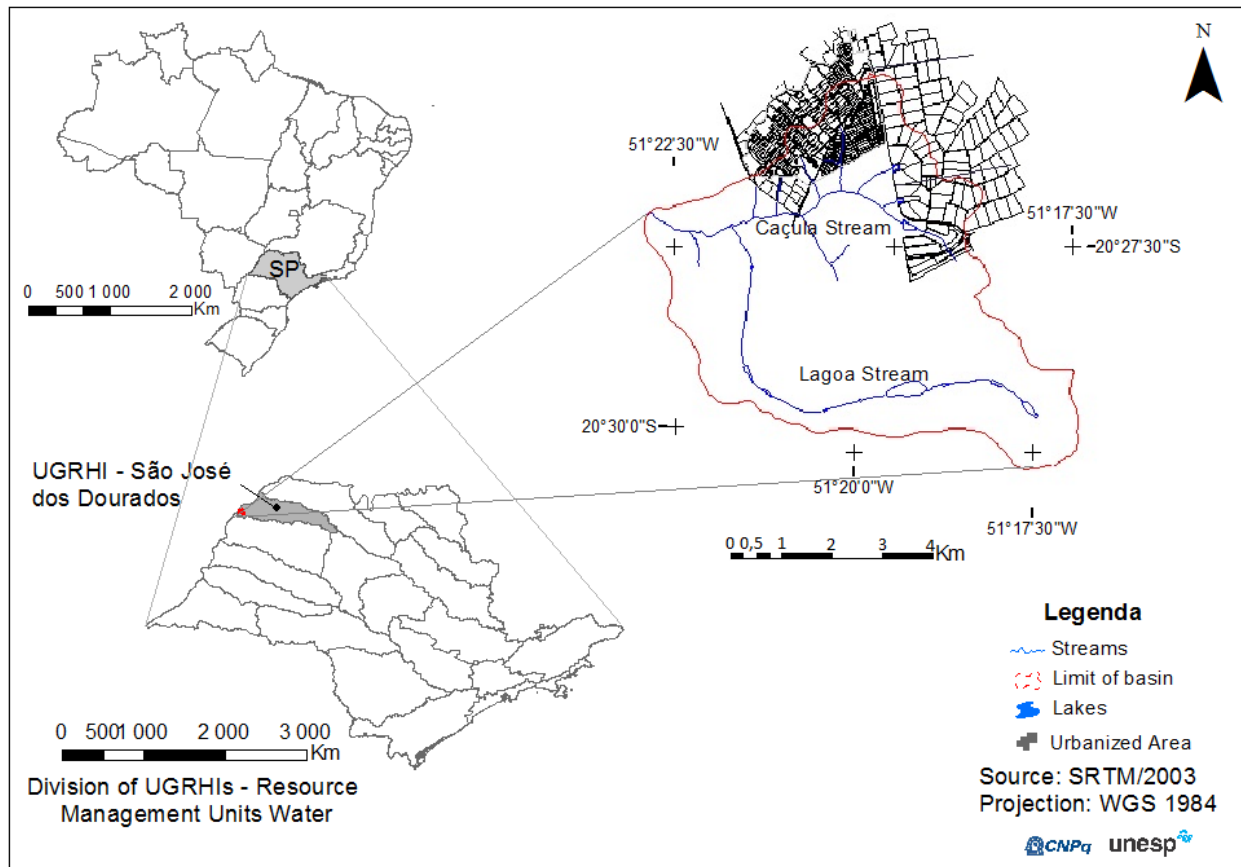 N
51°22'30"W
51°17'30"W
Caçula Stream
20°27'30"S
SP
0 500 1 000 2 000
Km
Lagoa Stream
20°30'0"S
UGRHI - São José
dos Dourados
51°20'0"W
51°17'30"W
0 0,5 1 2 3 4
Km
Legenda
Streams
Limit of basin
Lakes
Urbanized Area
0 5001 000 2 000 3 000
Km
Source: SRTM/2003
Projection: WGS 1984
Division of UGRHIs - Resource
Management Units Water
CNPq unesp